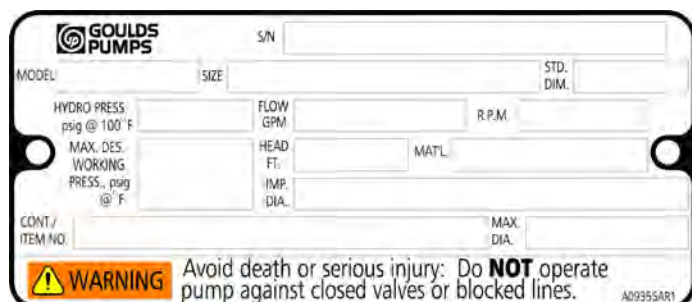 GOULDS PUMPS
S/N
MODEL SIZE STD. DIM.
HYDRO PRESS. psig @ 100°F FLOW GPM R.P.M.
MAX. DES. WORKING PRESS., psig @°F HEAD FT. MAT'L.
IMP. DIA.
CONT./ ITEM NO. MAX. DIA.
WARNING
Avoid death or serious injury: Do NOT operate
pump against closed valves or blocked lines.
A09355AR1